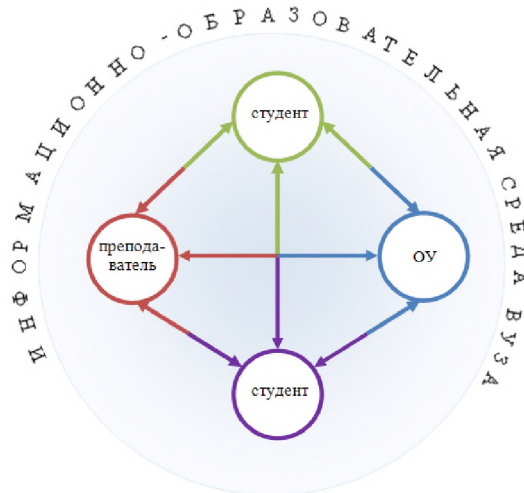 ИНФОРМАЦИОННО-ОБРАЗОВАТЕЛЬНАЯ СРЕДА ВУЗА
студент
препода-
ватель
ОУ
студент